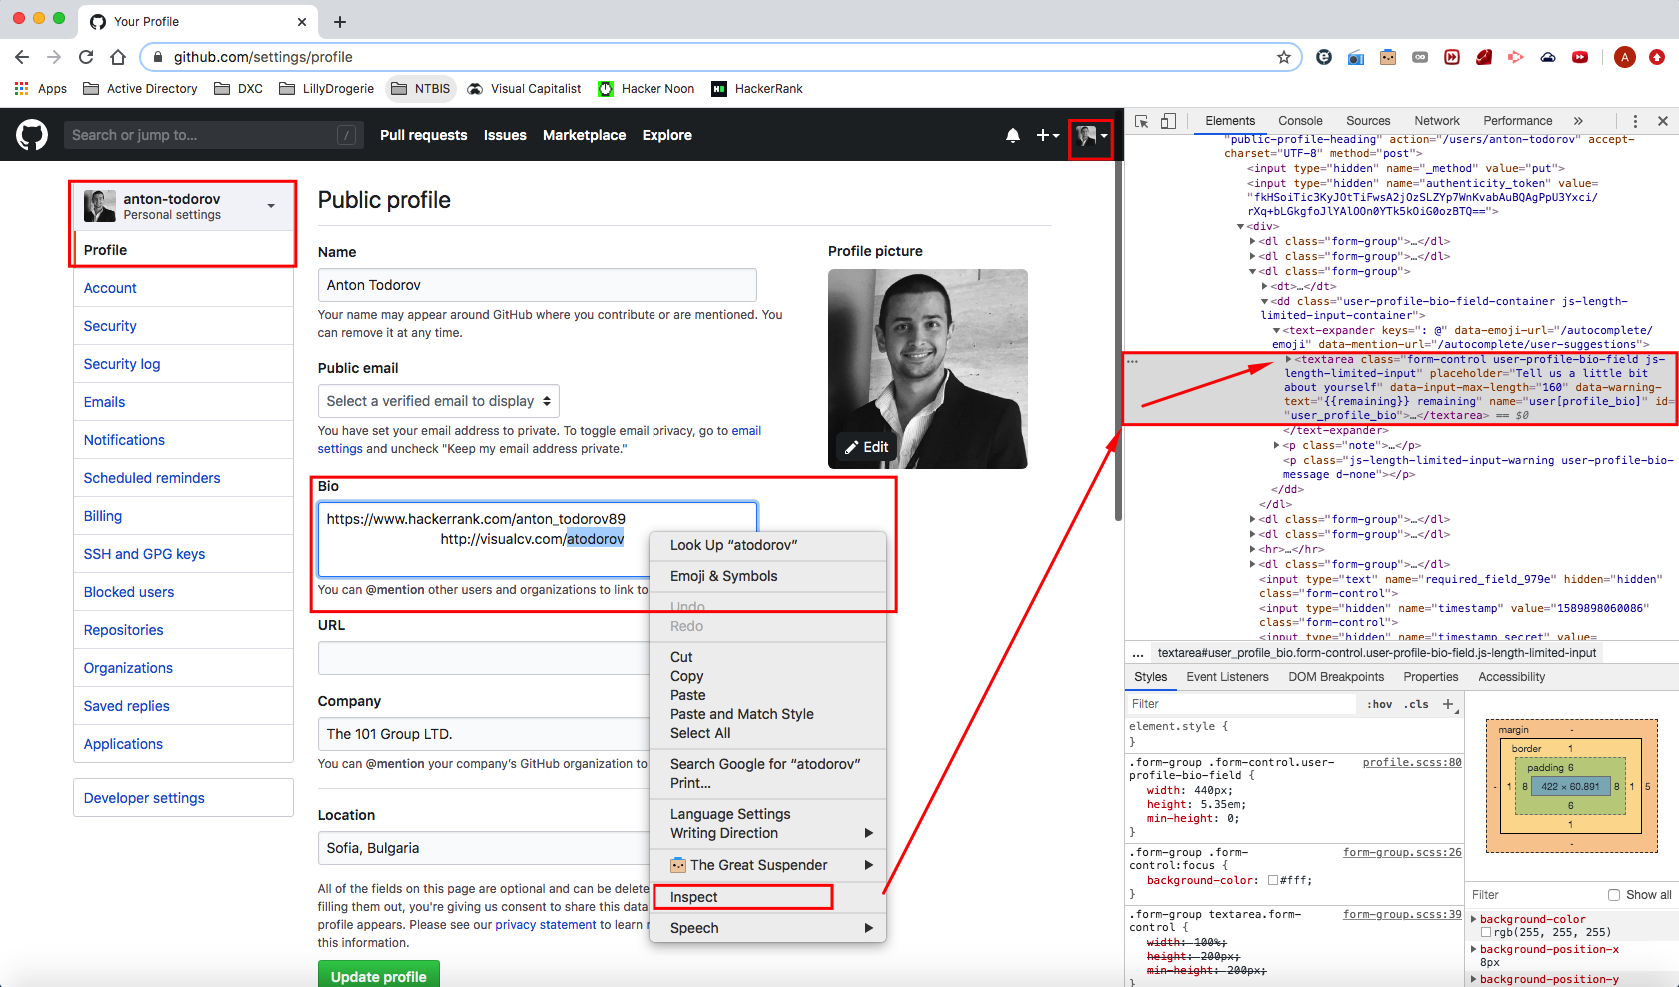 Your Profile
github.com/settings/profile
A
Apps
Active Directory
DXC
LillyDrogerie
NTBIS
Visual Capitalist
Hacker Noon
HackerRank
Search or jump to...
/
Pull requests
Issues
Marketplace
Explore
anton-todorov
Personal settings
Profile
Account
Security
Security log
Emails
Notifications
Scheduled reminders
Billing
SSH and GPG keys
Blocked users
Repositories
Organizations
Saved replies
Applications
Developer settings
Public profile
Name
Anton Todorov
Your name may appear around GitHub where you contribute or are mentioned. You
can remove it at any time.
Public email
Select a verified email to display
You have set your email address to private. To toggle email privacy, go to email
settings and uncheck "Keep my email address private."
Profile picture
Edit
Bio
https://www.hackerrank.com/anton_todorov89
http://visualcv.com/atodorov
You can @mention other users and organizations to link to
URL
Company
The 101 Group LTD.
You can @mention your company's GitHub organization to
Location
Sofia, Bulgaria
All of the fields on this page are optional and can be delete
filling them out, you're giving us consent to share this data
profile appears. Please see our privacy statement to learn
this information.
Update profile
Look Up “atodorov”
Emoji & Symbols
Undo
Redo
Cut
Copy
Paste
Paste and Match Style
Select All
Search Google for “atodorov”
Print...
Language Settings
Writing Direction
The Great Suspender
Inspect
Speech
Elements
Console
Sources
Network
Performance
"public-profile-heading" action="/users/anton-todorov" accept-
charset="UTF-8" method="post">
<input type="hidden" name="_method" value="put">
<input type="hidden" name="authenticity_token" value=
"fkHSoiTic3KyJOtTiFwsA2jOzSLZYp7WnKvabAuBQAgPpU3Yxci/
rXq+bLGkgfoJlYAlOOn0YTk5kOiG0ozBTQ==">
<div>
<dl class="form-group">…</dl>
<dl class="form-group">…</dl>
<dl class="form-group">
<dt>…</dt>
<dd class="user-profile-bio-field-container js-length-
limited-input-container">
<text-expander keys=": @" data-emoji-url="/autocomplete/
emoji" data-mention-url="/autocomplete/user-suggestions">
<textarea class="form-control user-profile-bio-field js-
length-limited-input" placeholder="Tell us a little bit
about yourself" data-input-max-length="160" data-warning-
text="{{remaining}} remaining" name="user[profile_bio]" id=
"user_profile_bio">…</textarea> == $0
</text-expander>
<p class="note">…</p>
<p class="js-length-limited-input-warning user-profile-bio-
message d-none"></p>
</dd>
</dl>
<dl class="form-group">…</dl>
<dl class="form-group">…</dl>
<hr>…</hr>
<dl class="form-group">…</dl>
<input type="text" name="required_field_979e" hidden="hidden"
class="form-control">
<input type="hidden" name="timestamp" value="1589898060086"
class="form-control">
<input type="hidden" name="timestamp_secret" value=
... textarea#user_profile_bio.form-control.user-profile-bio-field.js-length-limited-input
Styles
Event Listeners
DOM Breakpoints
Properties
Accessibility
Filter
:hov .cls +
element.style {
}
.form-group .form-control.user-
profile-bio-field {
profile.scss:80
width: 440px;
height: 5.35em;
min-height: 0;
}
.form-group .form-
control:focus {
form-group.scss:26
background-color: #fff;
}
.form-group textarea.form-
control {
form-group.scss:39
width: 100%;
height: 200px;
min-height: 200px;
}
margin -
border 1
padding 6
- 1 8 422 × 60.891 8 1 5
6
1
-
Filter
Show all
background-color
rgb(255, 255, 255)
background-position-x
8px
background-position-y